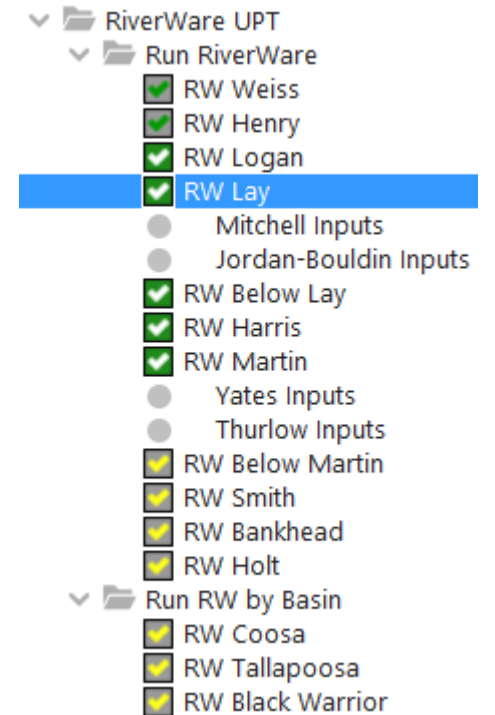 RiverWare UPT
Run RiverWare
RW Weiss
RW Henry
RW Logan
RW Lay
Mitchell Inputs
Jordan-Bouldin Inputs
RW Below Lay
RW Harris
RW Martin
Yates Inputs
Thurlow Inputs
RW Below Martin
RW Smith
RW Bankhead
RW Holt
Run RW by Basin
RW Coosa
RW Tallapoosa
RW Black Warrior